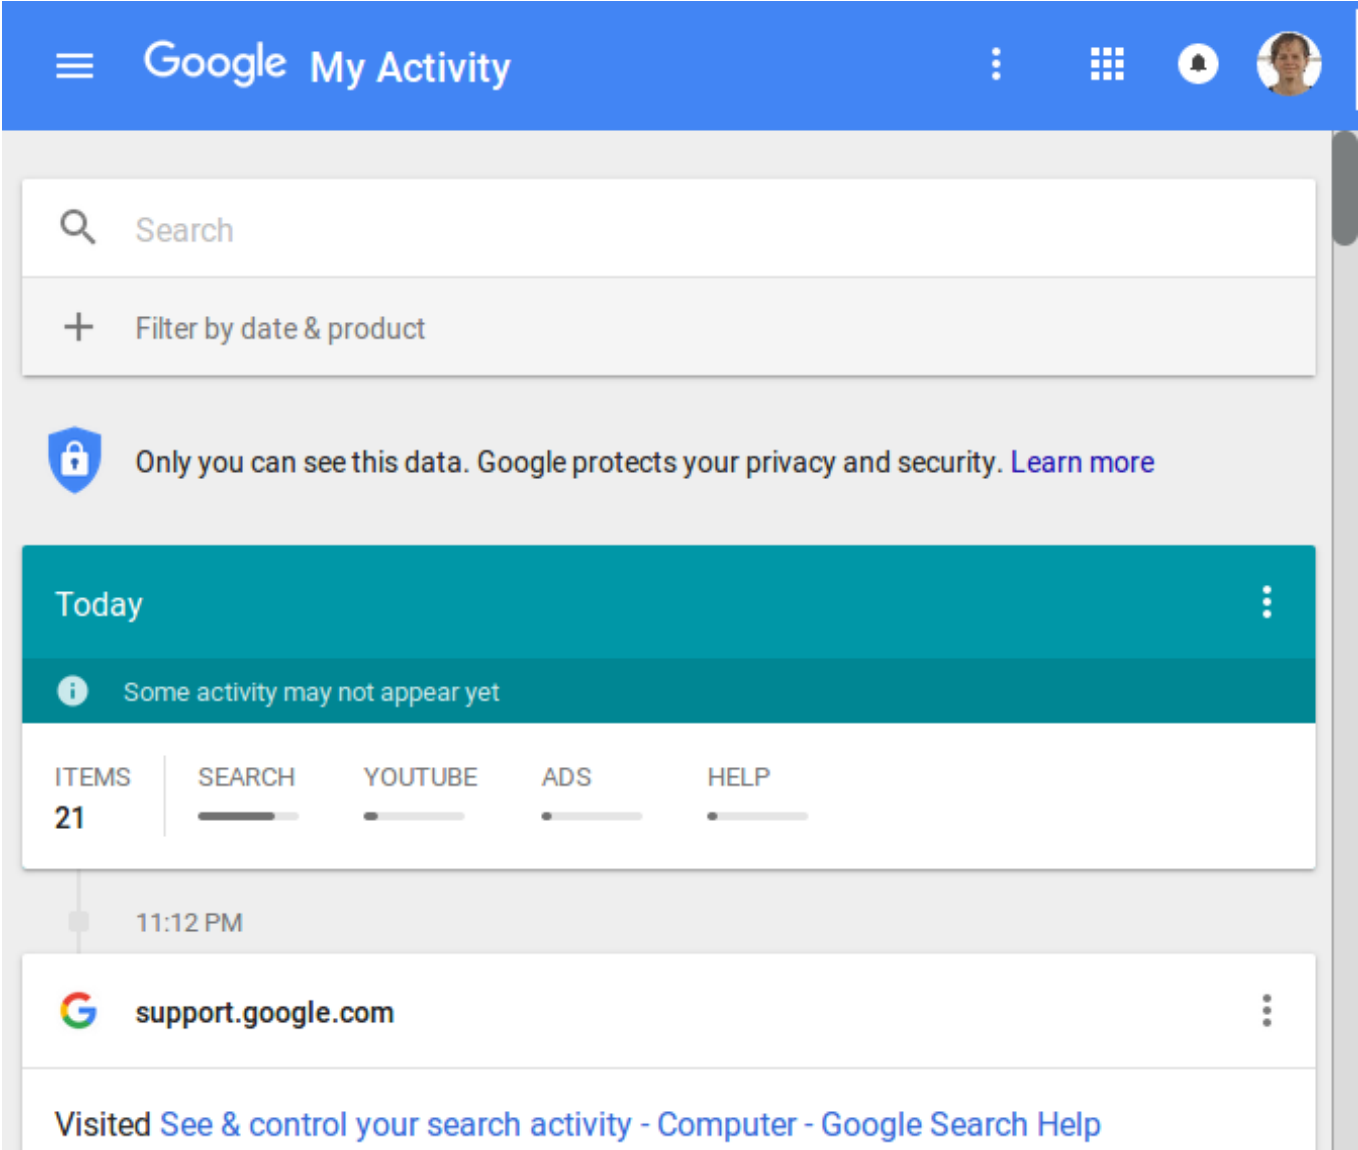 Google My Activity
Search
Filter by date & product
Only you can see this data. Google protects your privacy and security. Learn more
Today
Some activity may not appear yet
ITEMS SEARCH YOUTUBE ADS HELP
21
11:12 PM
support.google.com
Visited See & control your search activity - Computer - Google Search Help